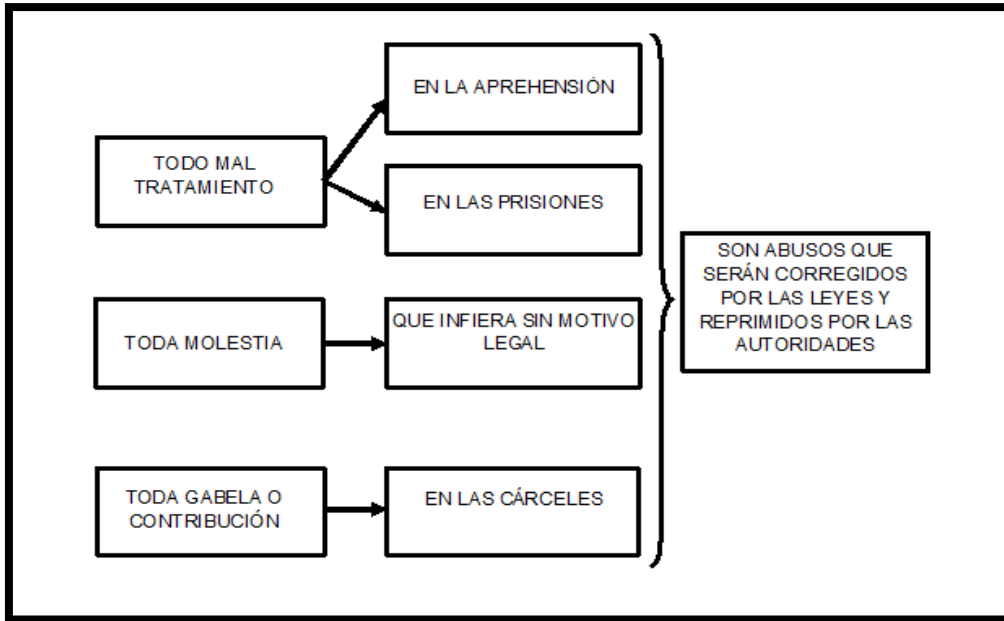 EN LA APREHENSIÓN
TODO MAL
TRATAMIENTO
EN LAS PRISIONES
TODA MOLESTIA
QUE INFIERA SIN MOTIVO
LEGAL
TODA GABELA O
CONTRIBUCIÓN
EN LAS CÁRCELES
SON ABUSOS QUE
SERÁN CORREGIDOS
POR LAS LEYES Y
REPRIMIDOS POR LAS
AUTORIDADES